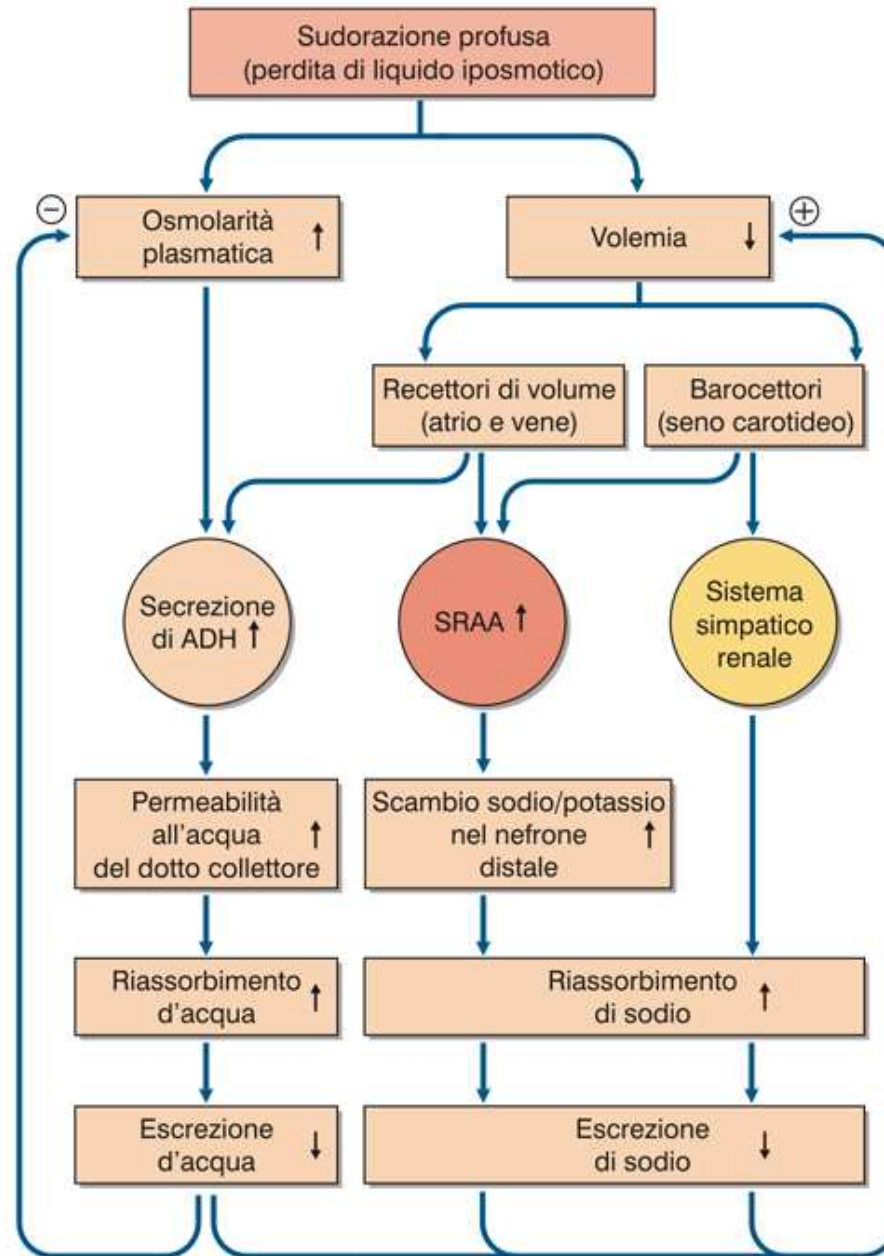 Sudorazione profusa
(perdita di liquido iposmotico)
−
Osmolarità
plasmatica ↑
Volemia ↓
+
Recettori di volume
(atrio e vene)
Barocettori
(seno carotideo)
Secrezione
di ADH ↑
SRAA ↑
Sistema
simpatico
renale
Permeabilità
all'acqua ↑
del dotto collettore
Scambio sodio/potassio
nel nefrone ↑
distale
Riassorbimento
d'acqua ↑
Riassorbimento
di sodio ↑
Escrezione
d'acqua ↓
Escrezione
di sodio ↓